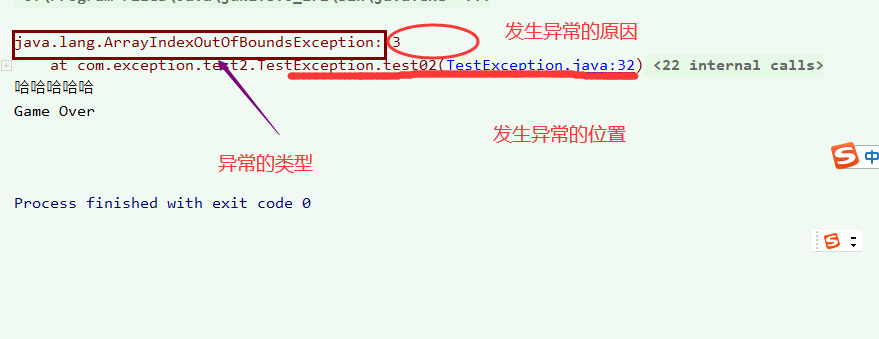 java.lang.ArrayIndexOutOfBoundsException: 3
发生异常的原因
at com.exception.test2.TestException.test02(TestException.java:32) <22 internal calls>
哈哈哈哈哈
Game Over
发生异常的位置
异常的类型
中
Process finished with exit code 0